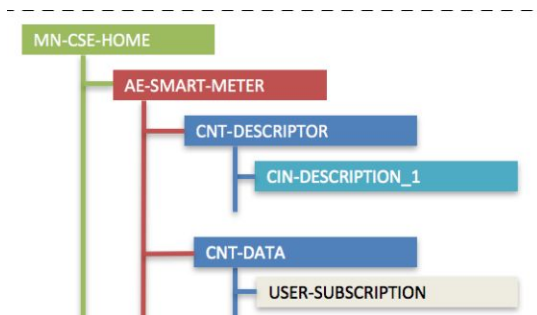 MN-CSE-HOME
AE-SMART-METER
CNT-DESCRIPTOR
CIN-DESCRIPTION_1
CNT-DATA
USER-SUBSCRIPTION